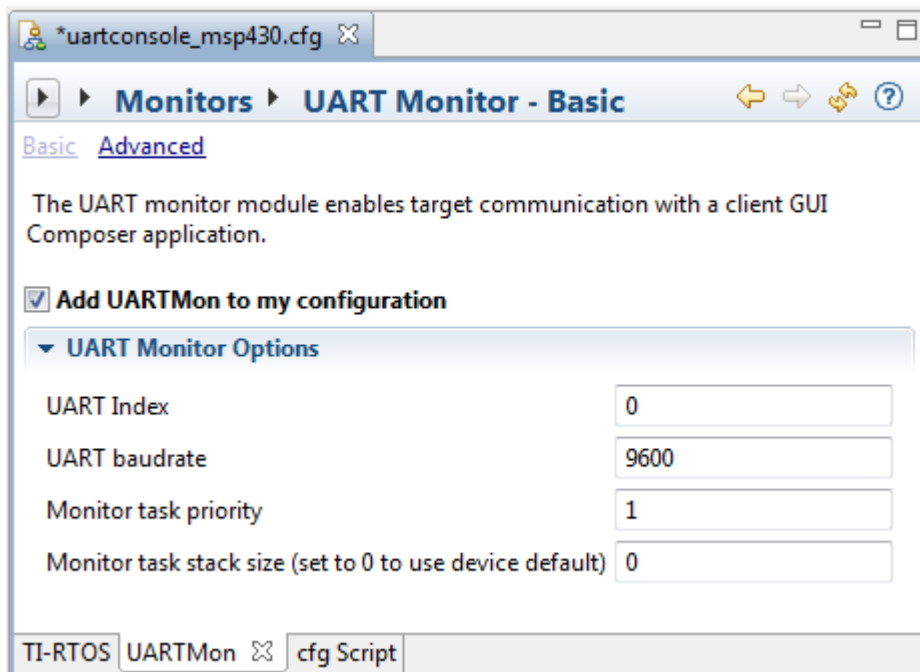 *uartconsole_msp430.cfg
Monitors UART Monitor - Basic
Basic Advanced
The UART monitor module enables target communication with a client GUI
Composer application.
Add UARTMon to my configuration
UART Monitor Options
UART Index 0
UART baudrate 9600
Monitor task priority 1
Monitor task stack size (set to 0 to use device default) 0
TI-RTOS UARTMon cfg Script